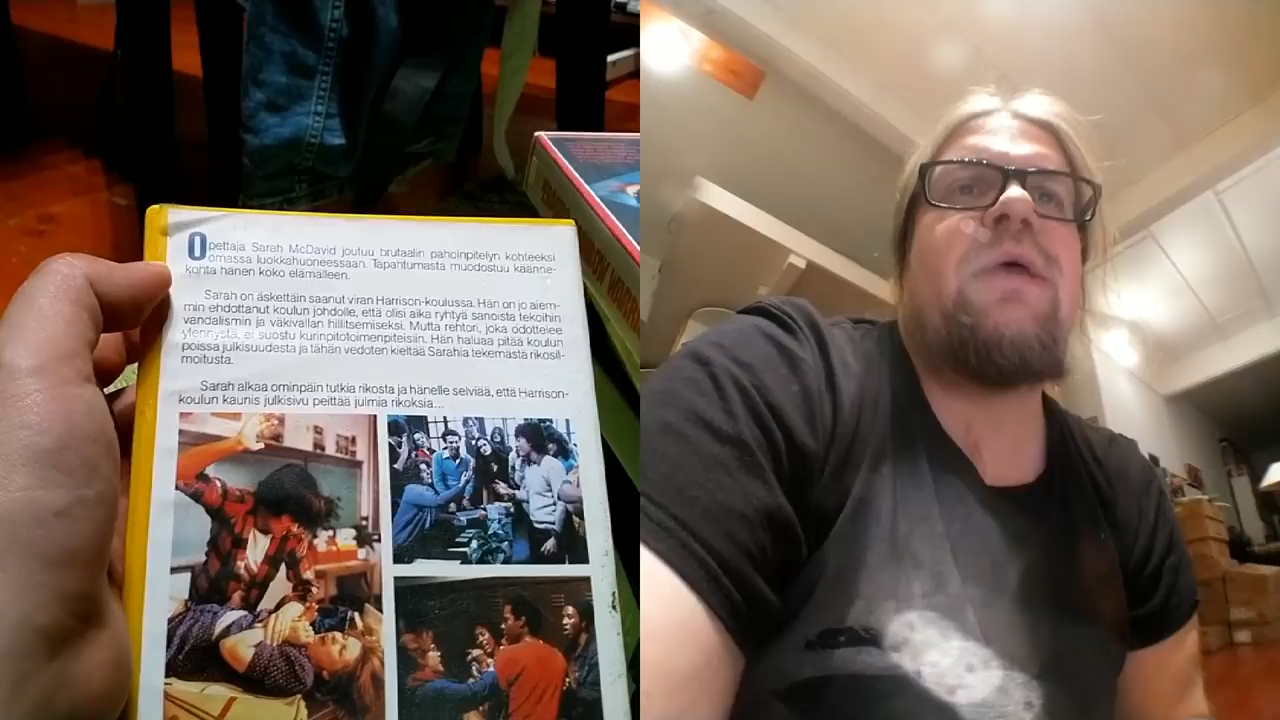 Opettaja Sarah McDavid joutuu brutaalin pahoinpitelyn kohteeksi
omassa luokkahuoneessaan. Tapahtumasta muodostuu käänne-
kohta hänen koko elämälleen.
Sarah on äskettäin saanut viran Harrison-koulussa. Hän on jo aiem-
min ehdottanut koulun johdolle, että olisi aika ryhtyä sanoista tekoihin
vandalismin ja väkivallan hillitsemiseksi. Mutta rehtori, joka odottelee
ylennystä, ei suostu kurinpitotoimenpiteisiin. Hän haluaa pitää koulun
poissa julkisuudesta ja tähän vedoten kieltää Sarahia tekemästä rikosil-
moitusta.
Sarah alkaa ominpäin tutkia rikosta ja hänelle selviää, että Harrison-
koulun kaunis julkisivu peittää julmia rikoksia...